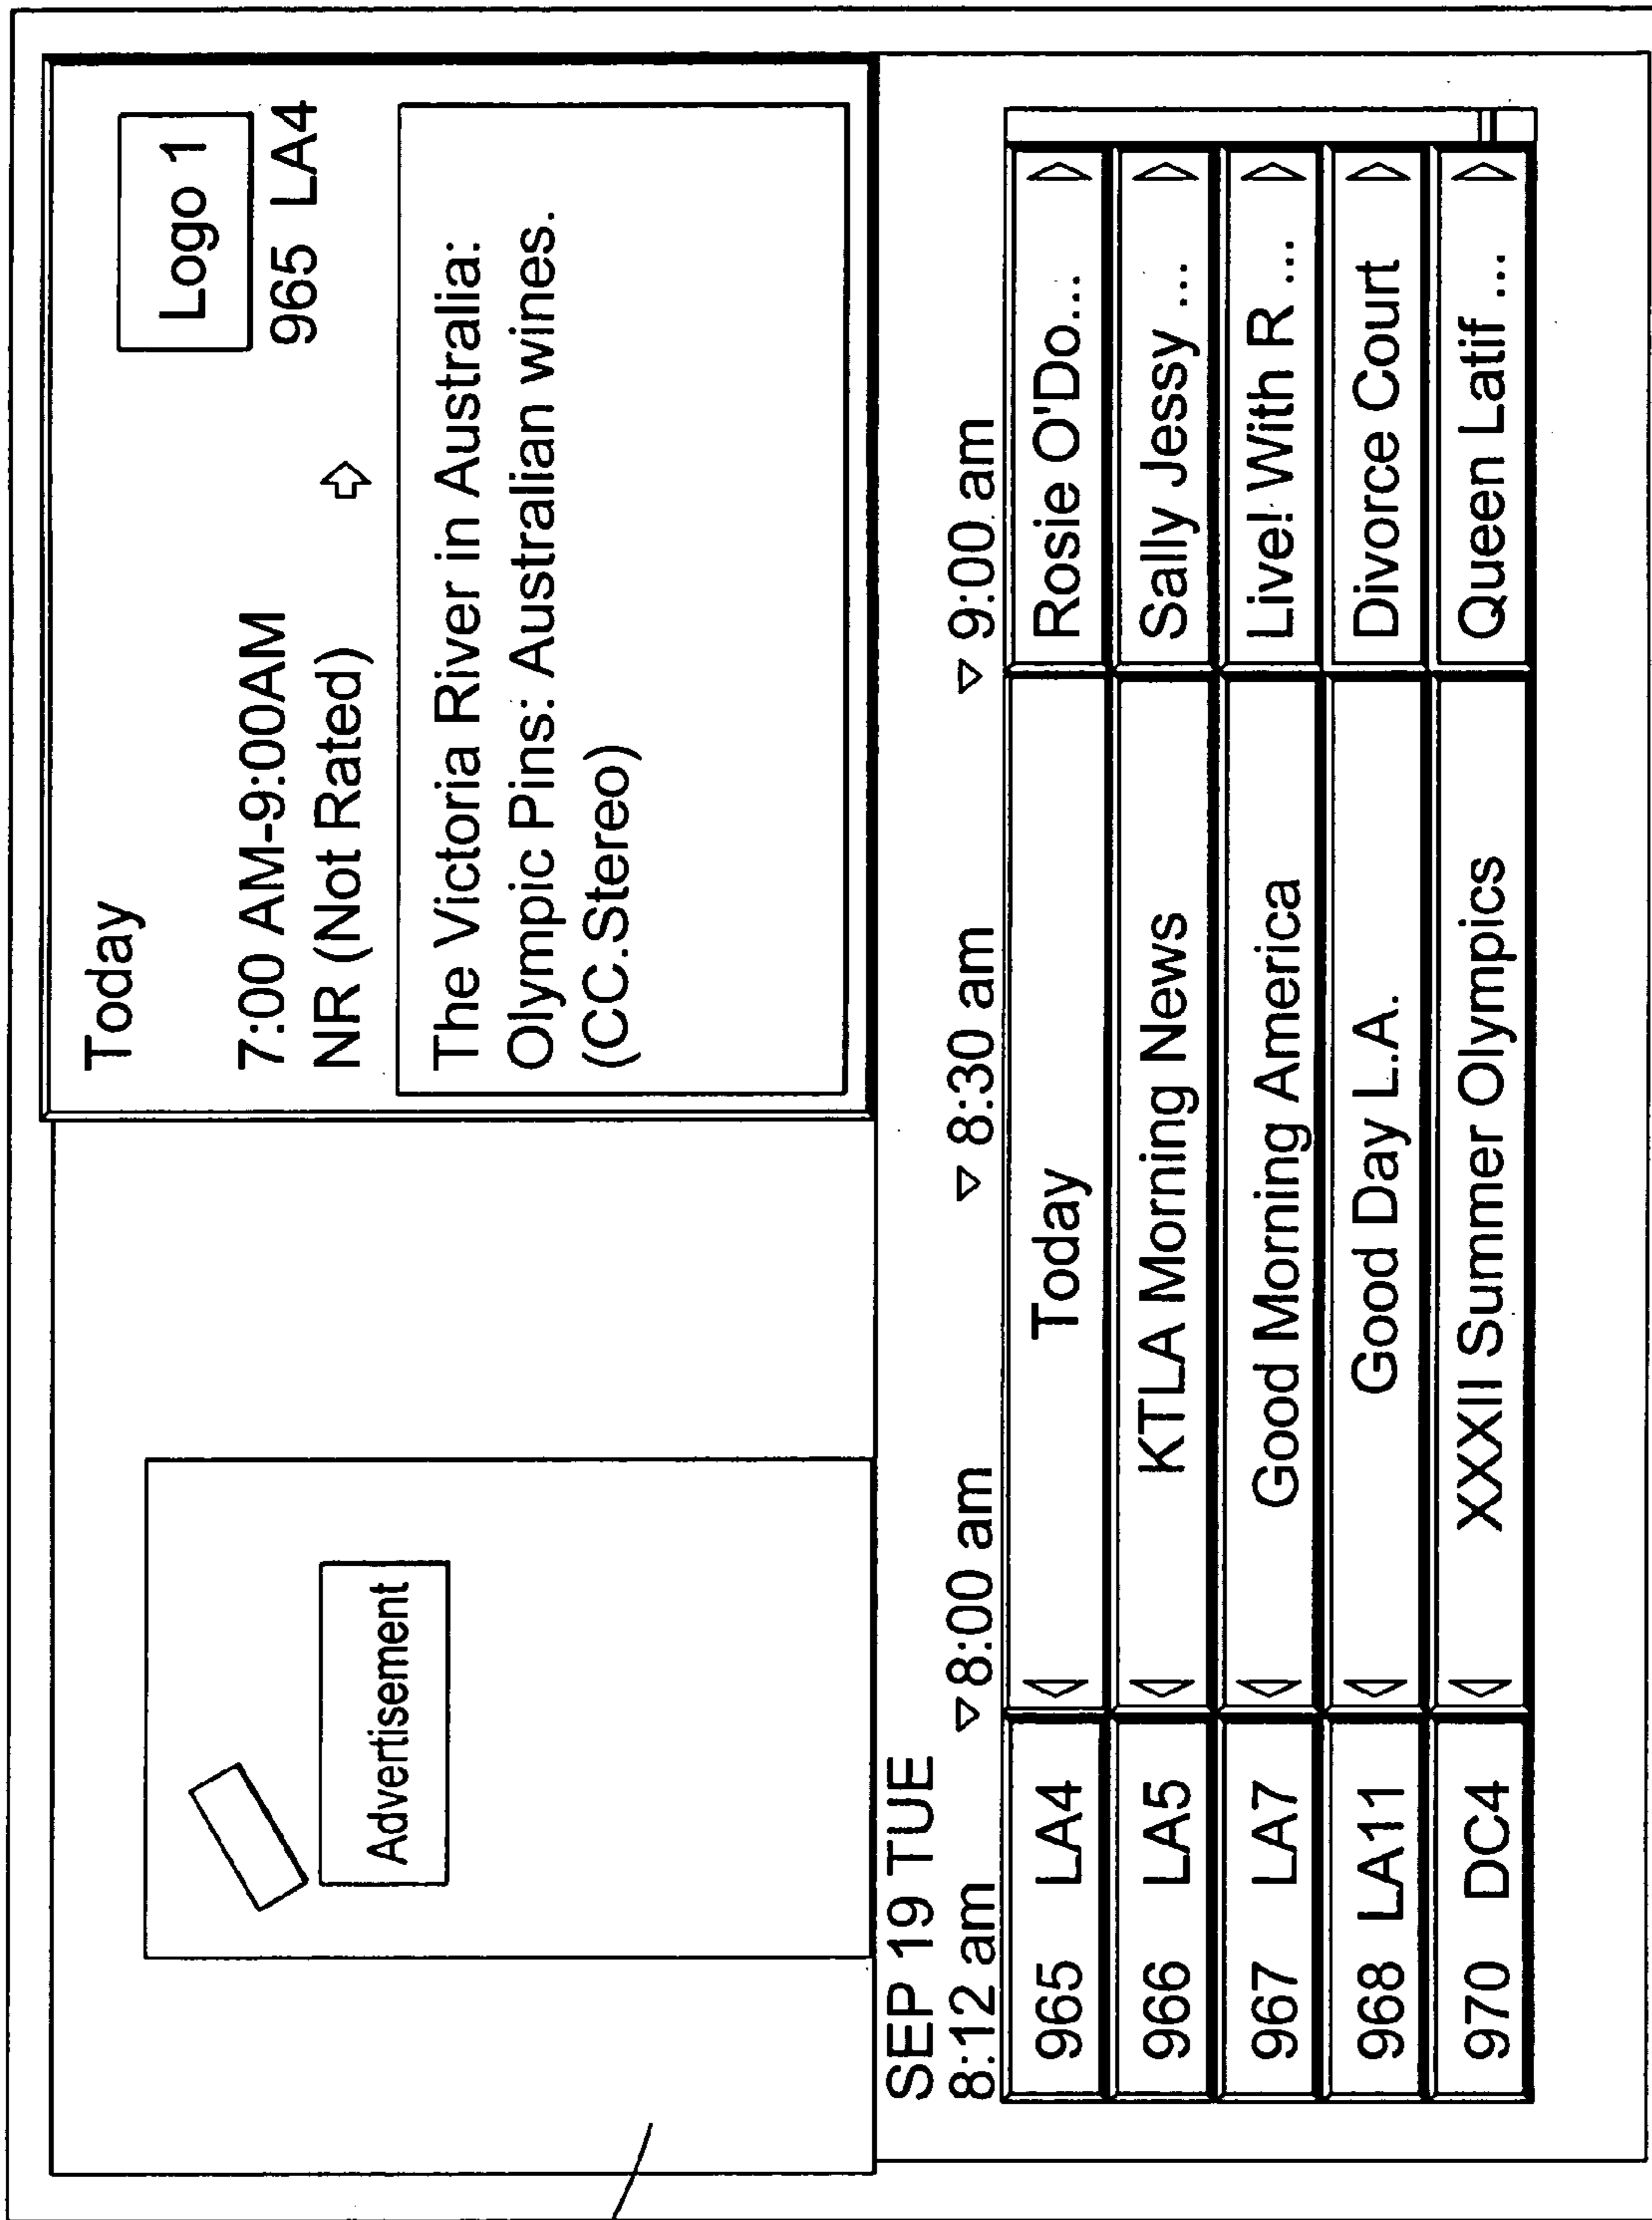 Advertisement
Today
Logo 1
7:00 AM-9:00AM
965 LA4
NR (Not Rated)
The Victoria River in Australia:
Olympic Pins: Australian wines.
(CC.Stereo)
SEP 19 TUE
8:12 am 8:00 am 8:30 am 9:00 am
965 LA4 Today Rosie O'Do...
966 LA5 KTLA Morning News Sally Jessy ...
967 LA7 Good Morning America Live! With R ...
968 LA11 Good Day L.A. Divorce Court
970 DC4 XXXII Summer Olympics Queen Latif ...